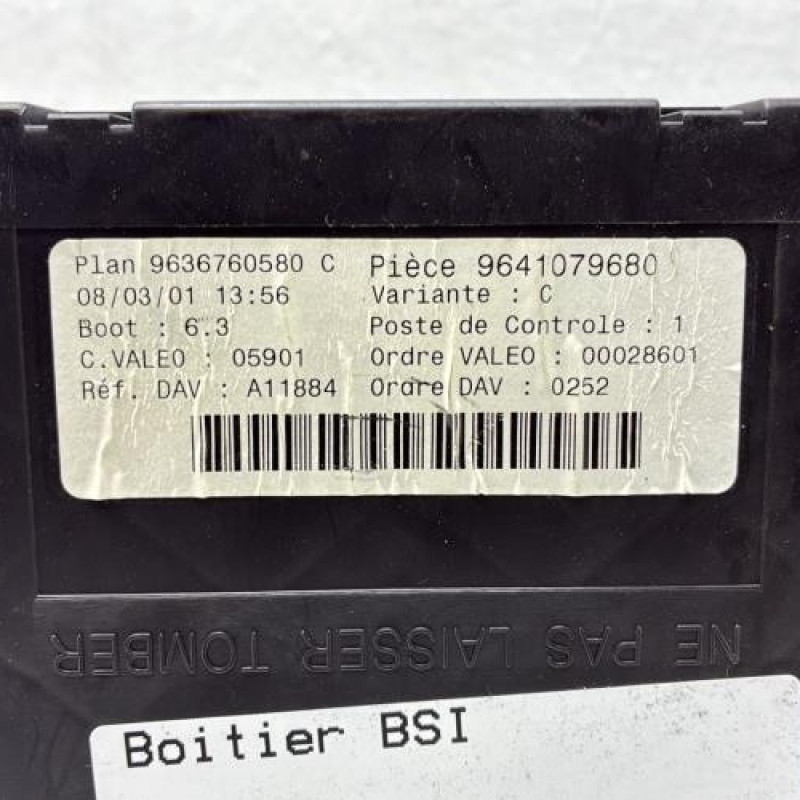 Plan 9636760580 C Pièce 9641079680
08/03/01 13:56 Variante : C
Boot : 6.3 Poste de Controle : 1
C.VALEO : 05901 Ordre VALEO : 00028601
Réf. DAV : A11884 Ordre DAV : 0252
NE PAS LAISSER TOMBER
Boitier BSI